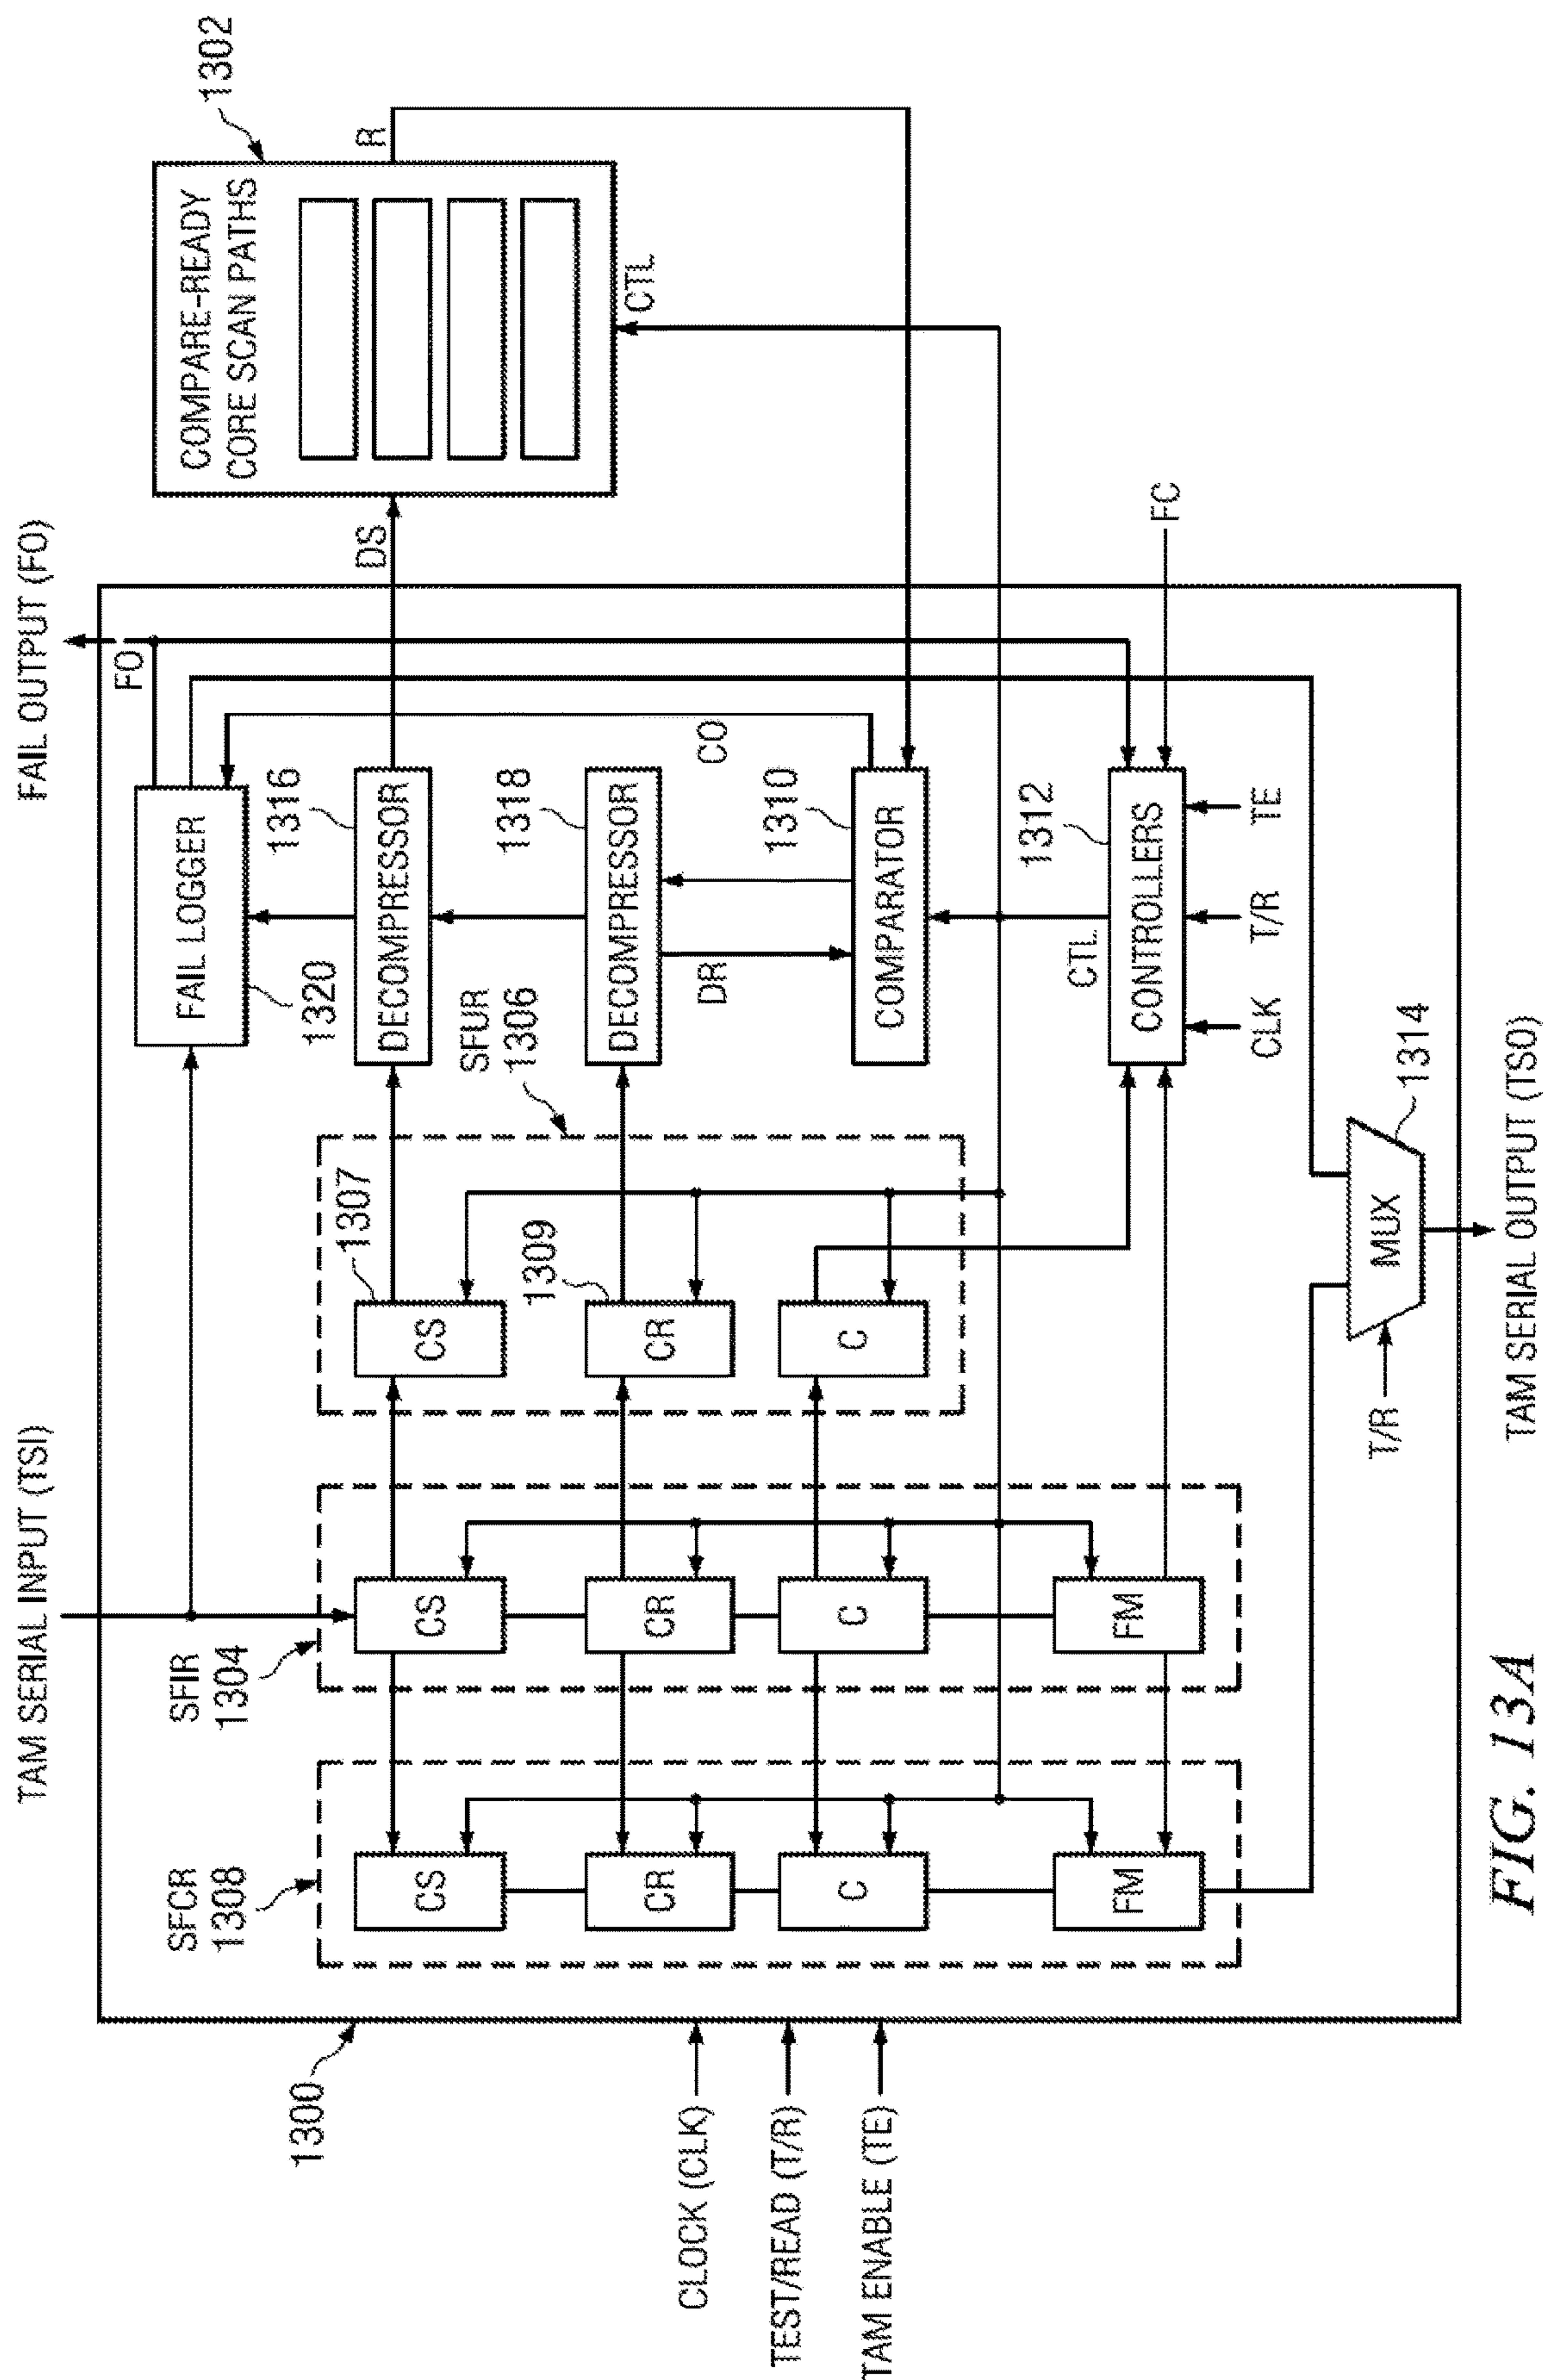 TAM SERIAL INPUT (TSI)
FAIL OUTPUT (FO)
1300
SFCR
1308
SFIR
1304
1320
FAIL LOGGER
FO
1302
COMPARE-READY
CORE SCAN PATHS
CS
CS
1307
CS
DECOMPRESSOR
1316
DS
R
CR
CR
1309
CR
SFUR
1306
DECOMPRESSOR
1318
CTL
C
C
C
DR
CO
COMPARATOR
1310
CLOCK (CLK)
TEST/READ (T/R)
TAM ENABLE (TE)
FM
FM
CTL
CONTROLLERS
1312
FC
CLK
T/R
TE
T/R
MUX
1314
TAM SERIAL OUTPUT (TSO)
FIG. 13A